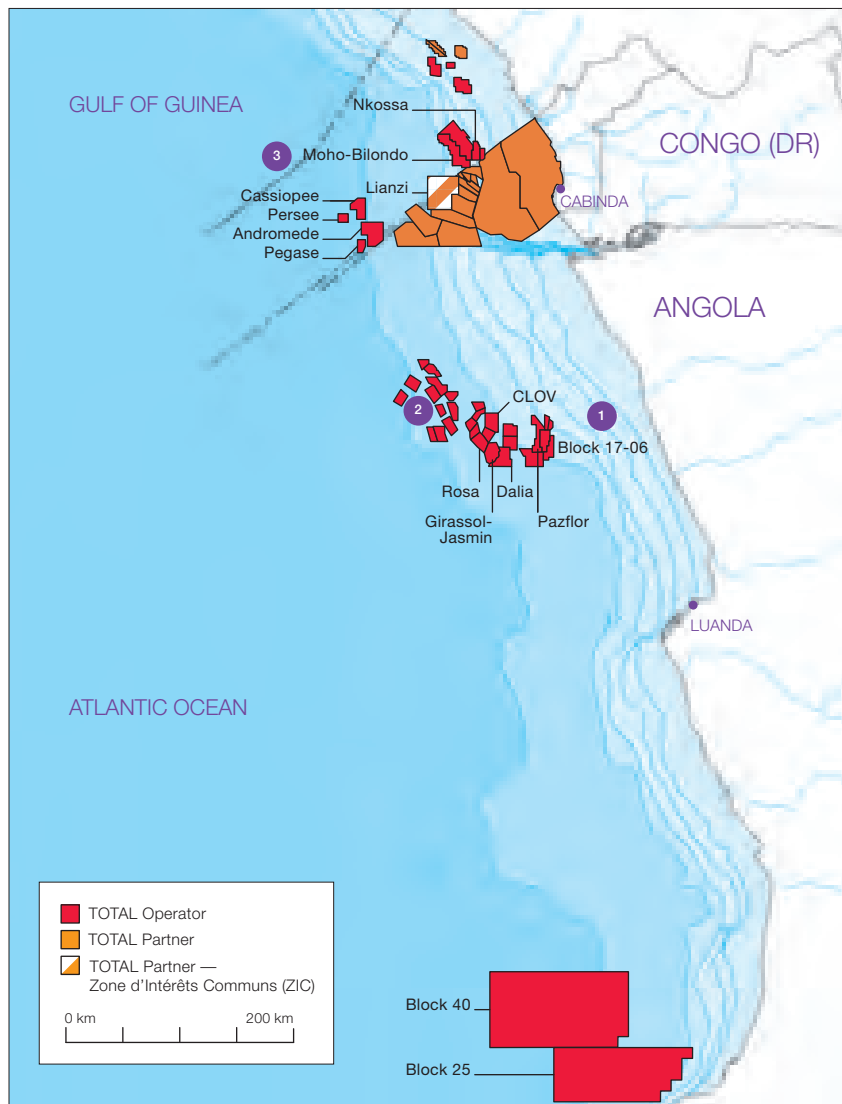 GULF OF GUINEA
Nkossa
3
Moho-Bilondo
CONGO (DR)
Lianzi
CABINDA
Cassiopee
Persee
Andromede
Pegase
ANGOLA
CLOV
2
1
Block 17-06
Rosa
Dalia
Girassol-
Jasmin
Pazflor
LUANDA
ATLANTIC OCEAN
TOTAL Operator
TOTAL Partner
TOTAL Partner —
Zone d'Intérêts Communs (ZIC)
0 km 200 km
Block 40
Block 25